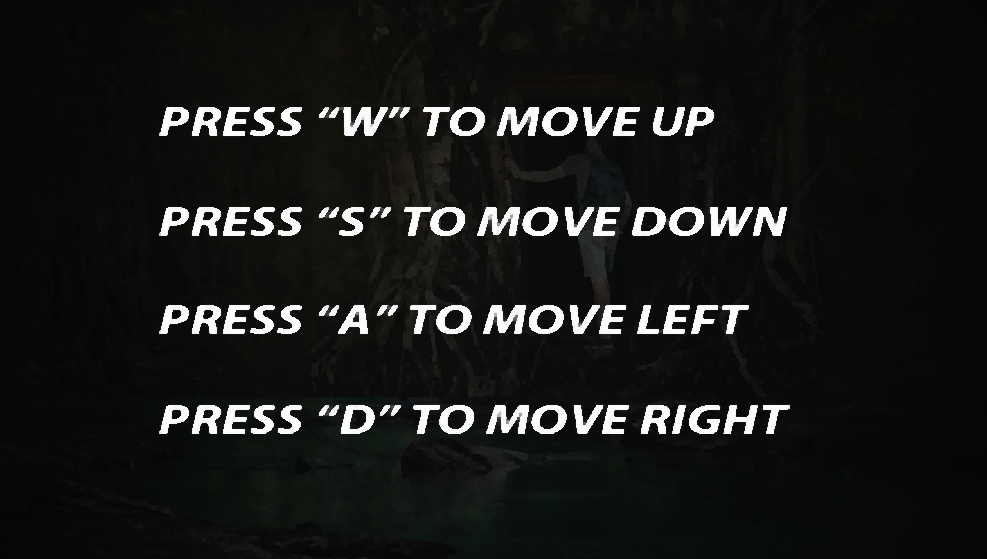 PRESS “W” TO MOVE UP
PRESS “S” TO MOVE DOWN
PRESS “A” TO MOVE LEFT
PRESS “D” TO MOVE RIGHT